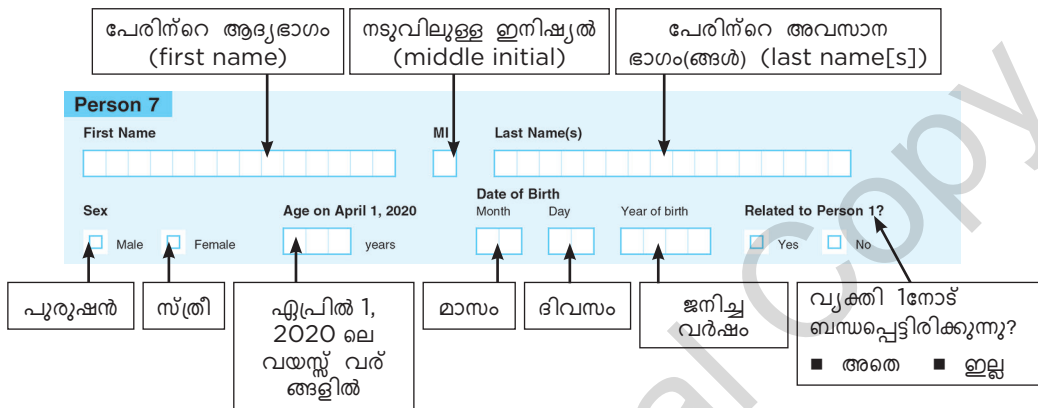 പേരിന്റെ ആദ്യഭാഗം
(first name)
നടുവിലുള്ള ഇനിഷ്യൽ
(middle initial)
പേരിന്റെ അവസാന
ഭാഗം(ങ്ങൾ) (last name[s])
Person 7
First Name
MI
Last Name(s)
Sex
Male
Female
Age on April 1, 2020
years
Date of Birth
Month
Day
Year of birth
Related to Person 1?
Yes
No
പുരുഷൻ
സ്ത്രീ
ഏപ്രിൽ 1,
2020 ലെ
വയസ്സ് വര്
ങ്ങളിൽ
മാസം
ദിവസം
ജനിച്ച
വർഷം
വ്യക്തി 1നോട്
ബന്ധപ്പെട്ടിരിക്കുന്നു?
■ അതെ ■ ഇല്ല
Copy